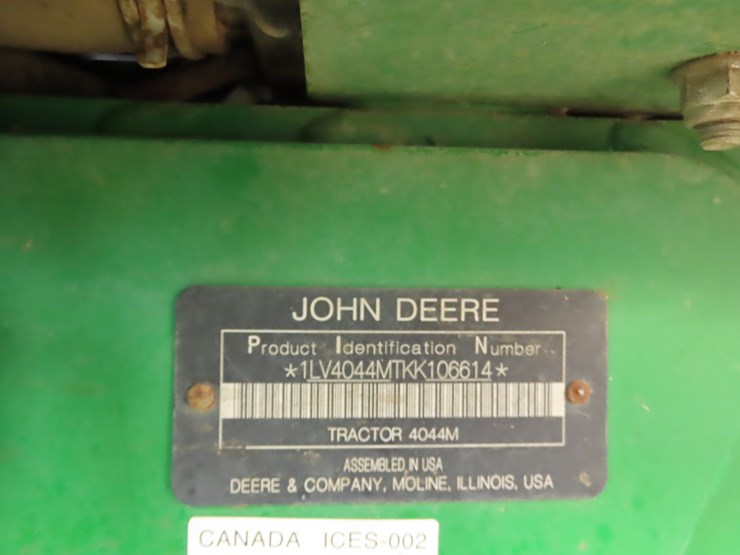 JOHN DEERE
Product Identification Number
*1LV4044MTKK106614*
TRACTOR 4044M
ASSEMBLED IN USA
DEERE & COMPANY, MOLINE, ILLINOIS, USA
CANADA ICES-002